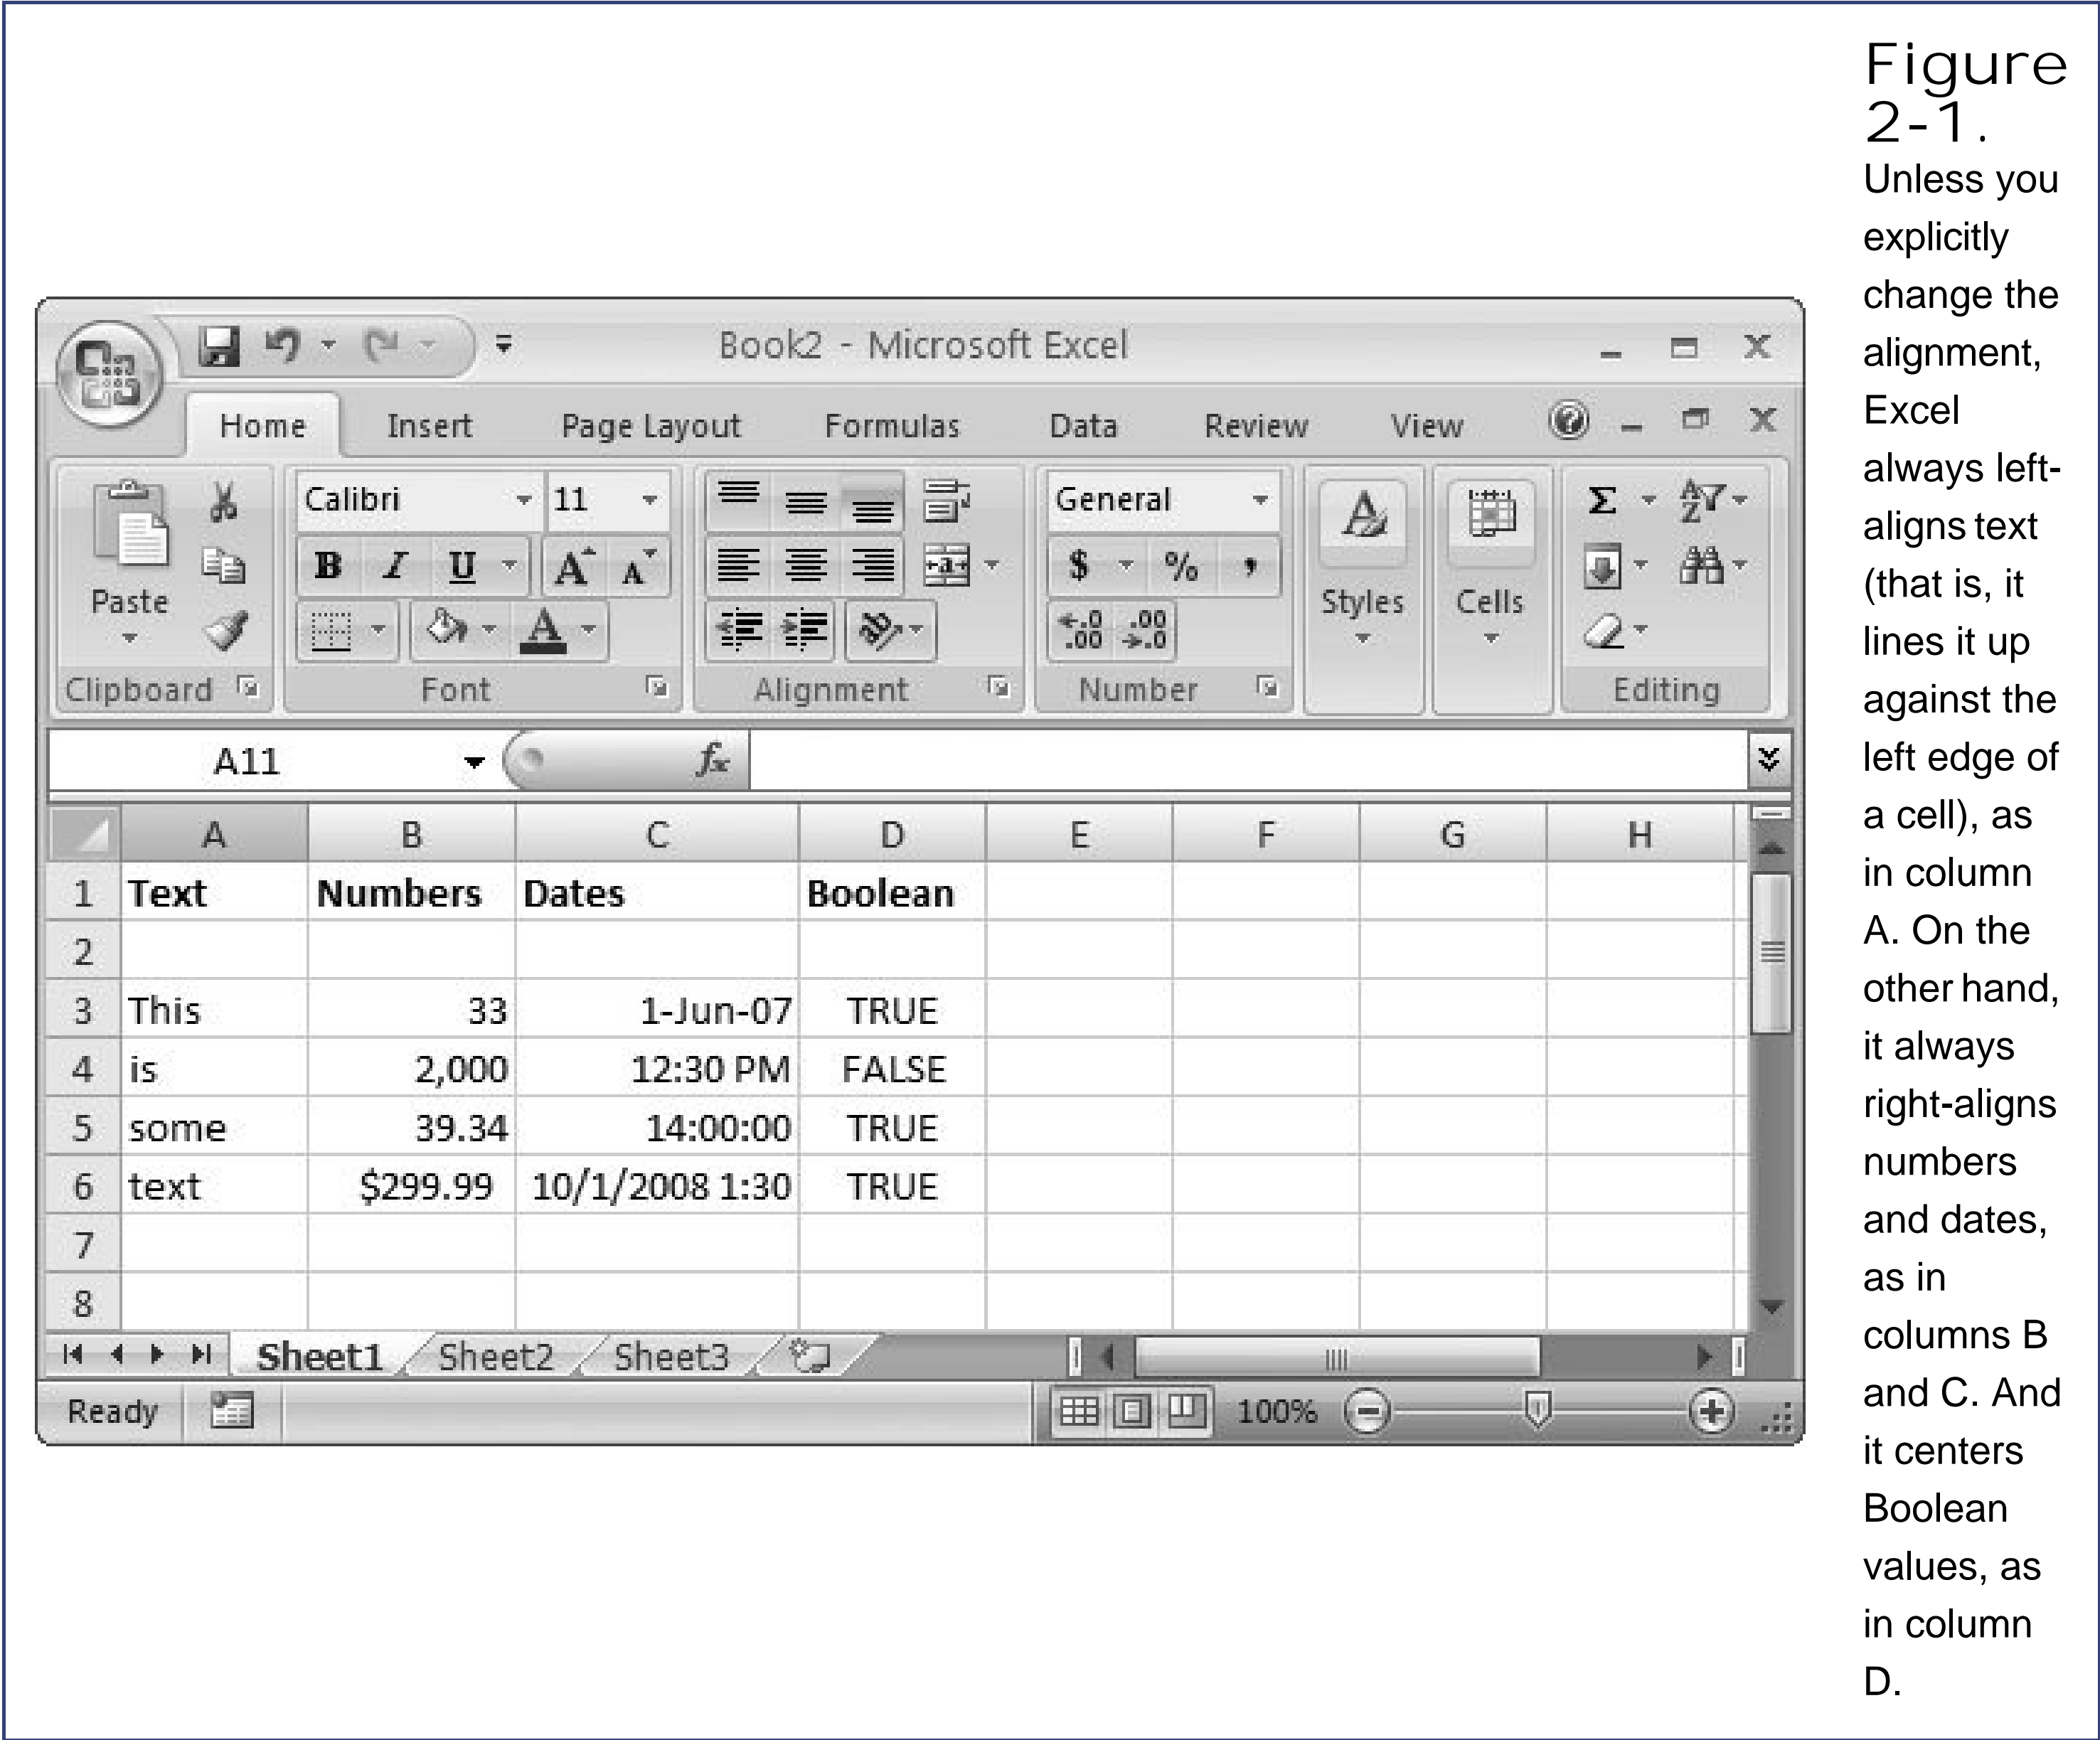 Book2 - Microsoft Excel
Home Insert Page Layout Formulas Data Review View
Calibri 11 General
B I U A A $ % ,
Paste Styles Cells
←.0 .00 .00 →.0
Clipboard Font Alignment Number Editing
A11 fx
A B C D E F G H
1 Text Numbers Dates Boolean
2
3 This 33 1-Jun-07 TRUE
4 is 2,000 12:30 PM FALSE
5 some 39.34 14:00:00 TRUE
6 text $299.99 10/1/2008 1:30 TRUE
7
8
Sheet1 Sheet2 Sheet3
Ready 100%
Figure
2-1.
Unless you
explicitly
change the
alignment,
Excel
always left-
aligns text
(that is, it
lines it up
against the
left edge of
a cell), as
in column
A. On the
other hand,
it always
right-aligns
numbers
and dates,
as in
columns B
and C. And
it centers
Boolean
values, as
in column
D.